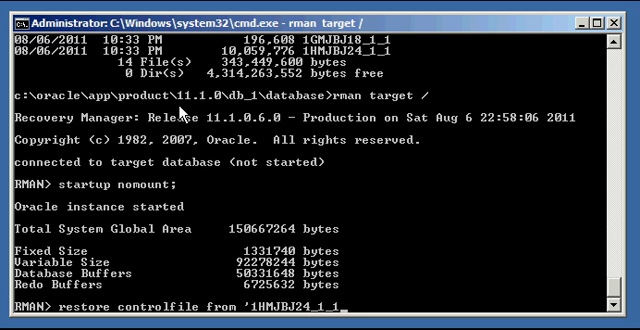 Administrator: C:\Windows\system32\cmd.exe - rman target /
08/06/2011  10:33 PM           196,608 1GMJBJ18_1_1
08/06/2011  10:33 PM        10,059,776 1HMJBJ24_1_1
14 File(s)    343,449,600 bytes
0 Dir(s)   4,314,263,552 bytes free
c:\oracle\app\product\11.1.0\db_1\database>rman target /
Recovery Manager: Release 11.1.0.6.0 - Production on Sat Aug 6 22:58:06 2011
Copyright (c) 1982, 2007, Oracle.  All rights reserved.
connected to target database (not started)
RMAN> startup nomount;
Oracle instance started
Total System Global Area     150667264 bytes
Fixed Size                     1331740 bytes
Variable Size                 92278244 bytes
Database Buffers              50331648 bytes
Redo Buffers                   6725632 bytes
RMAN> restore controlfile from '1HMJBJ24_1_1